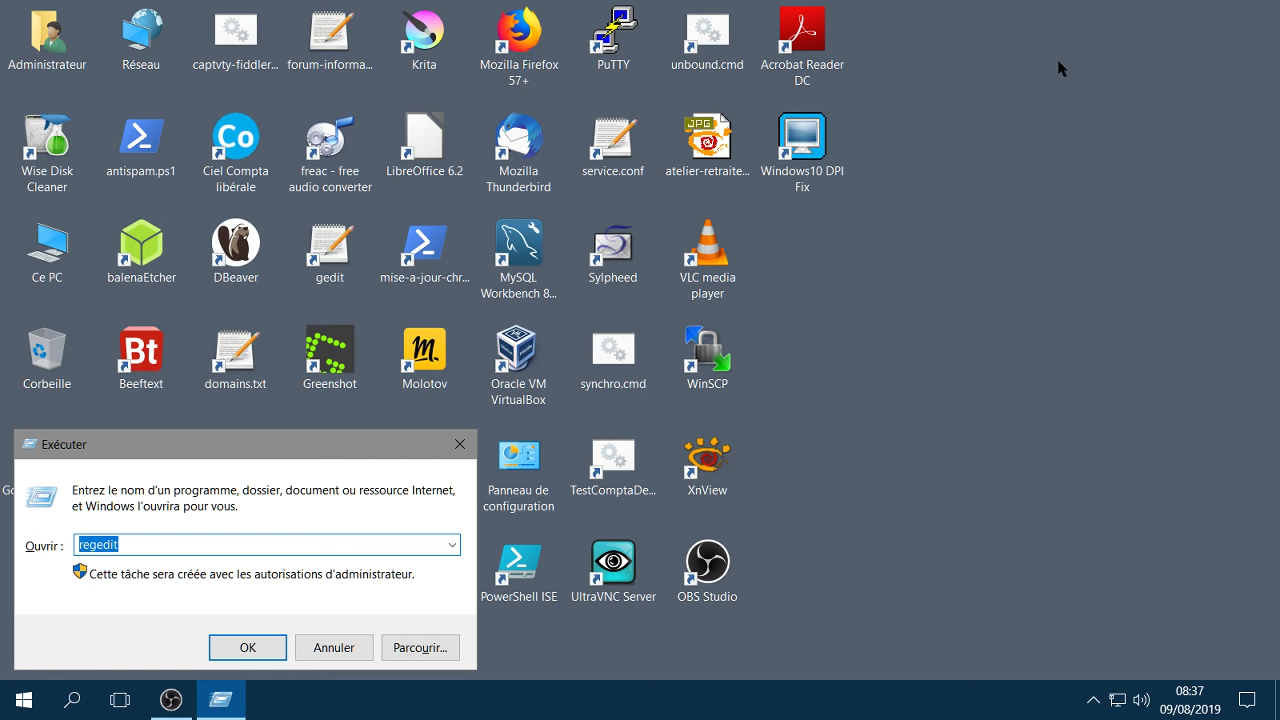 Administrateur
Réseau
captvty-fiddler...
forum-informa...
Krita
Mozilla Firefox
57+
PuTTY
unbound.cmd
Acrobat Reader
DC
Wise Disk
Cleaner
antispam.ps1
Co
Ciel Compta
libérale
freac - free
audio converter
LibreOffice 6.2
Mozilla
Thunderbird
service.conf
JPG
atelier-retraite...
Windows10 DPI
Fix
Ce PC
balenaEtcher
DBeaver
gedit
mise-a-jour-chr...
MySQL
Workbench 8...
Sylpheed
VLC media
player
Corbeille
Bt
Beeftext
domains.txt
Greenshot
m.
Molotov
Oracle VM
VirtualBox
synchro.cmd
WinSCP
Panneau de
configuration
TestComptaDe...
XnView
PowerShell ISE
UltraVNC Server
OBS Studio
Exécuter
Entrez le nom d'un programme, dossier, document ou ressource Internet,
et Windows l'ouvrira pour vous.
Ouvrir :
regedit
Cette tâche sera créée avec les autorisations d'administrateur.
OK
Annuler
Parcourir...
08:37
09/08/2019